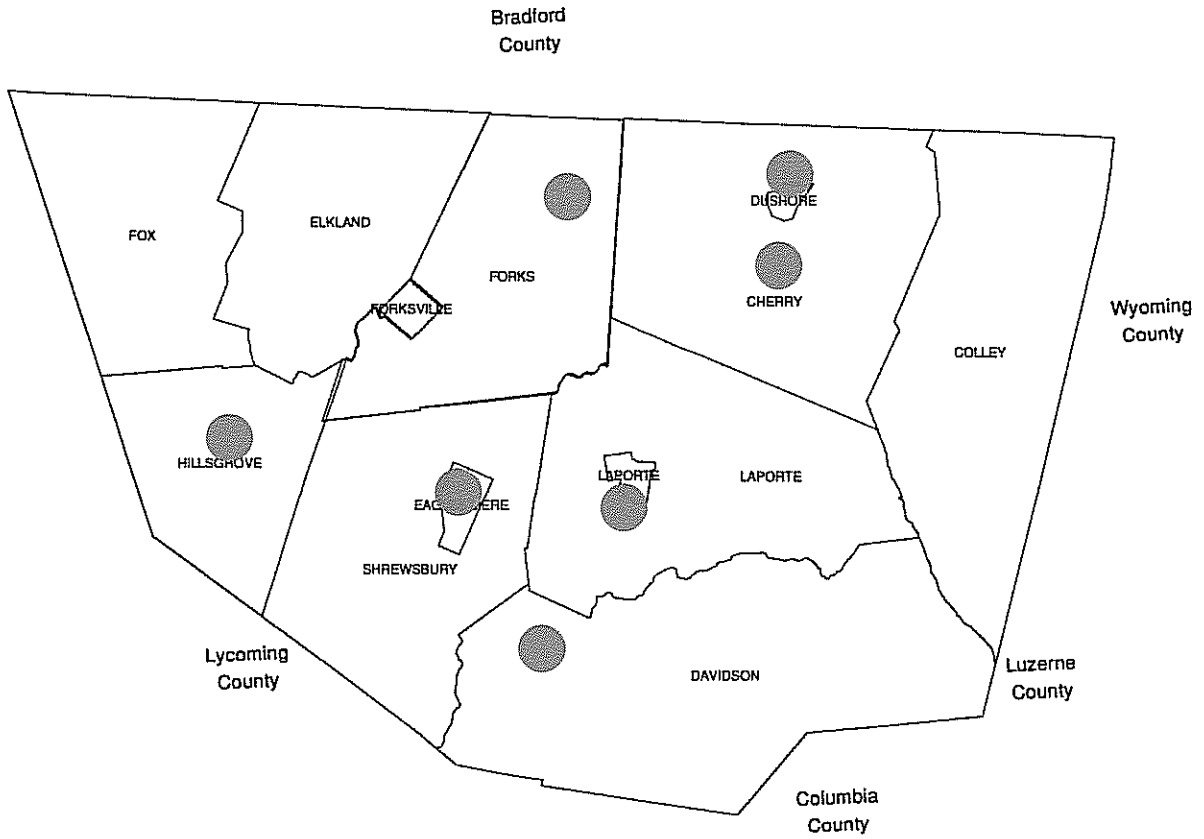 Bradford
County
FOX
ELKLAND
FORKS
DUSHORE
CHERRY
FORKSVILLE
COLLEY
Wyoming
County
HILLSGROVE
LAPORTE
LAPORTE
SHREWSBURY
Lycoming
County
DAVIDSON
Luzerne
County
Columbia
County